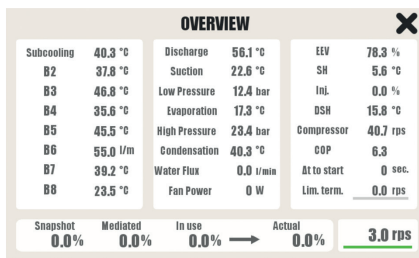 OVERVIEW
Subcooling 40.3 °C
B2 37.8 °C
B3 46.8 °C
B4 35.6 °C
B5 45.5 °C
B6 55.0 l/m
B7 39.2 °C
B8 23.5 °C
Discharge 56.1 °C
Suction 22.6 °C
Low Pressure 12.4 bar
Evaporation 17.3 °C
High Pressure 23.4 bar
Condensation 40.3 °C
Water Flux 0.0 l/min
Fan Power 0 W
EEV 78.3 %
SH 5.6 °C
Inj. 0.0 %
DSH 15.8 °C
Compressor 40.7 rps
COP 6.3
Δt to start 0 sec.
Lim. term. 0.0 rps
Snapshot Mediated In use Actual
0.0% 0.0% 0.0% → 0.0%
3.0 rps